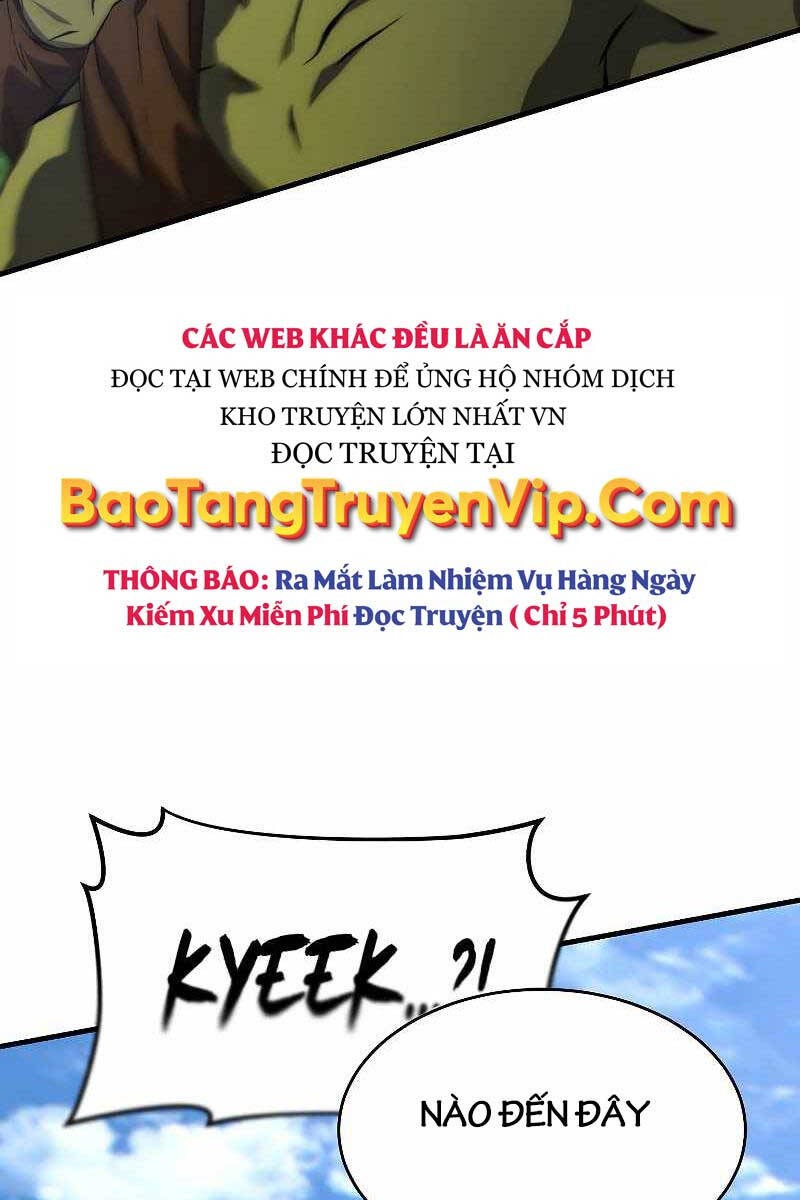 CÁC WEB KHÁC ĐỀU LÀ ĂN CẮP
ĐỌC TẠI WEB CHÍNH ĐỂ ỦNG HỘ NHÓM DỊCH
KHO TRUYỆN LỚN NHẤT VN
ĐỌC TRUYỆN TẠI
BaoTangTruyenVip.Com
THÔNG BÁO: Ra Mắt Làm Nhiệm Vụ Hàng Ngày
Kiếm Xu Miễn Phí Đọc Truyện ( Chỉ 5 Phút)
KYEEK...?!
NÀO ĐẾN ĐÂY